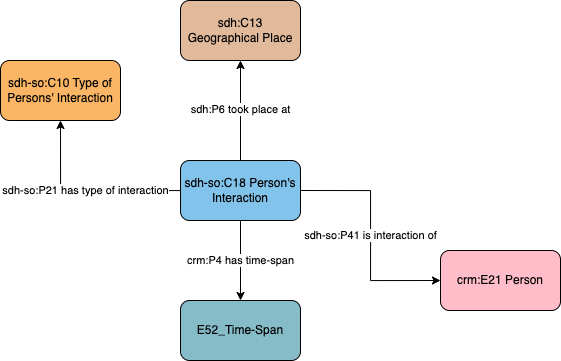 sdh:C13
Geographical Place
sdh-so:C10 Type of
Persons' Interaction
sdh:P6 took place at
sdh-so:P21 has type of interaction
sdh-so:C18 Person's
Interaction
sdh-so:P41 is interaction of
crm:P4 has time-span
crm:E21 Person
E52_Time-Span